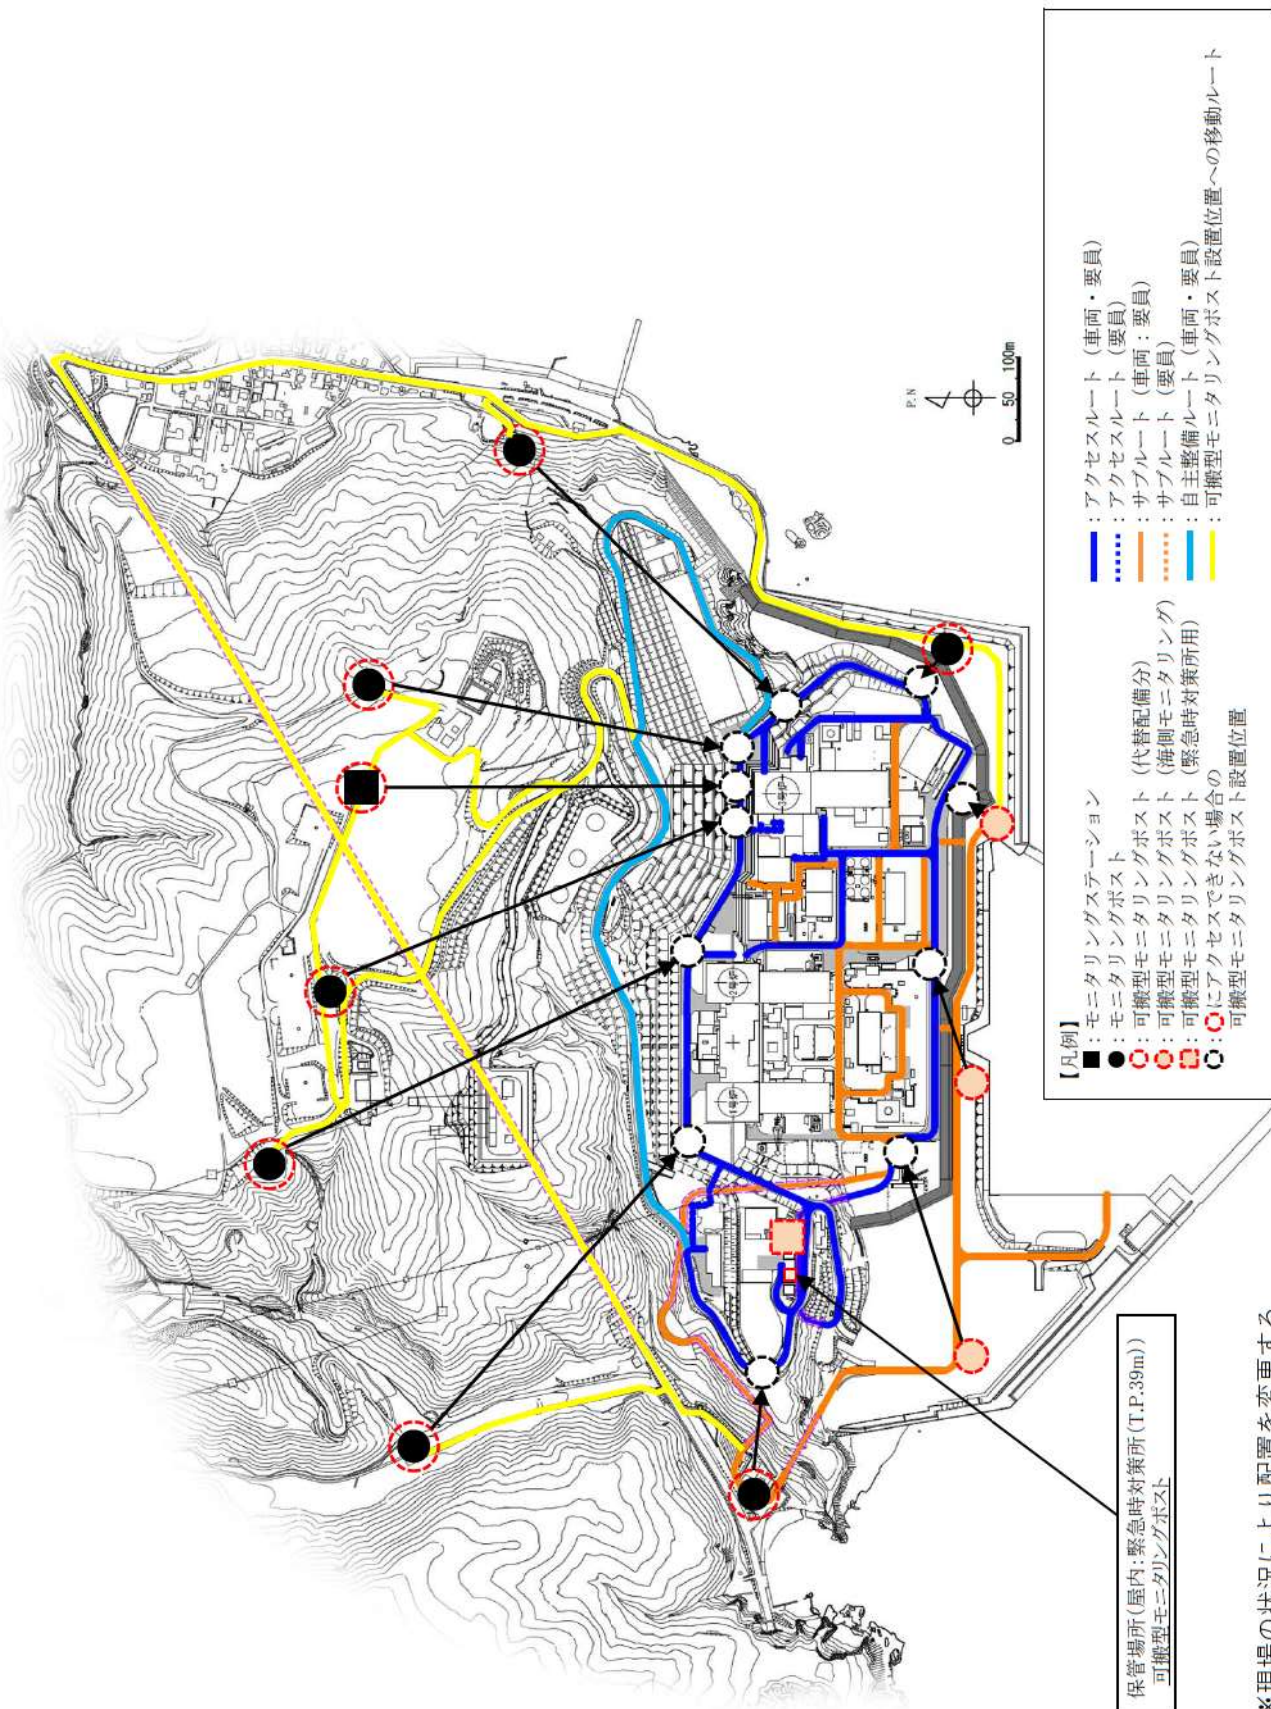 P.N
0 50 100m
3号炉
2号炉
1号炉
【凡例】
■：モニタリングステーション
●：モニタリングポスト
：可搬型モニタリングポスト（代替配備分）
：可搬型モニタリングポスト（海側モニタリング）
：可搬型モニタリングポスト（緊急時対策所用）
：にアクセスできない場合の
可搬型モニタリングポスト設置位置
：アクセスルート（車両・要員）
：アクセスルート（要員）
：サブルート（車両：要員）
：サブルート（要員）
：自主整備ルート（車両・要員）
：可搬型モニタリングポスト設置位置への移動ルート
保管場所(屋内：緊急時対策所(T.P.39m))
可搬型モニタリングポスト
※現場の状況により配置を変更する